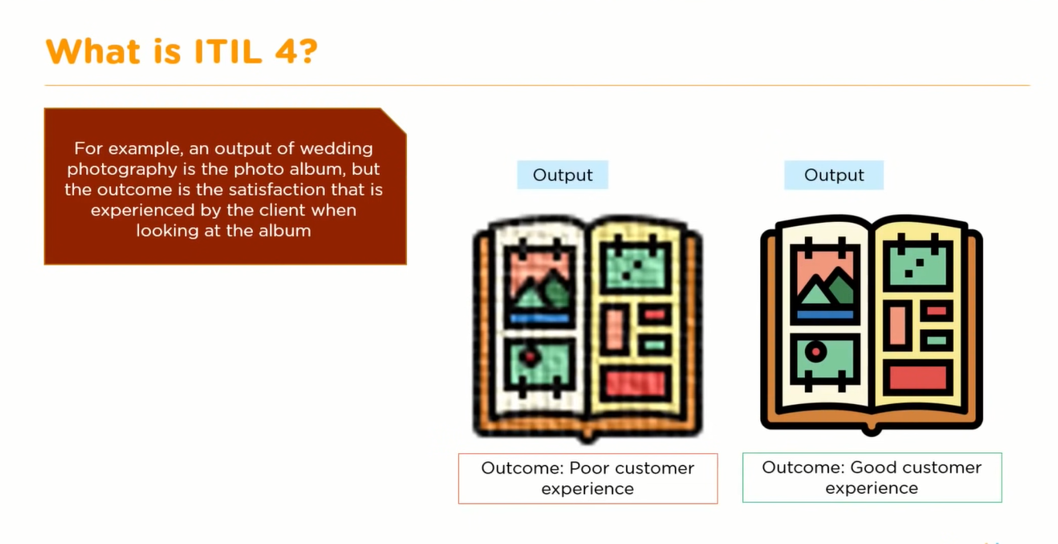 What is ITIL 4?
For example, an output of wedding
photography is the photo album, but
the outcome is the satisfaction that is
experienced by the client when
looking at the album
Output
Output
Outcome: Poor customer
experience
Outcome: Good customer
experience